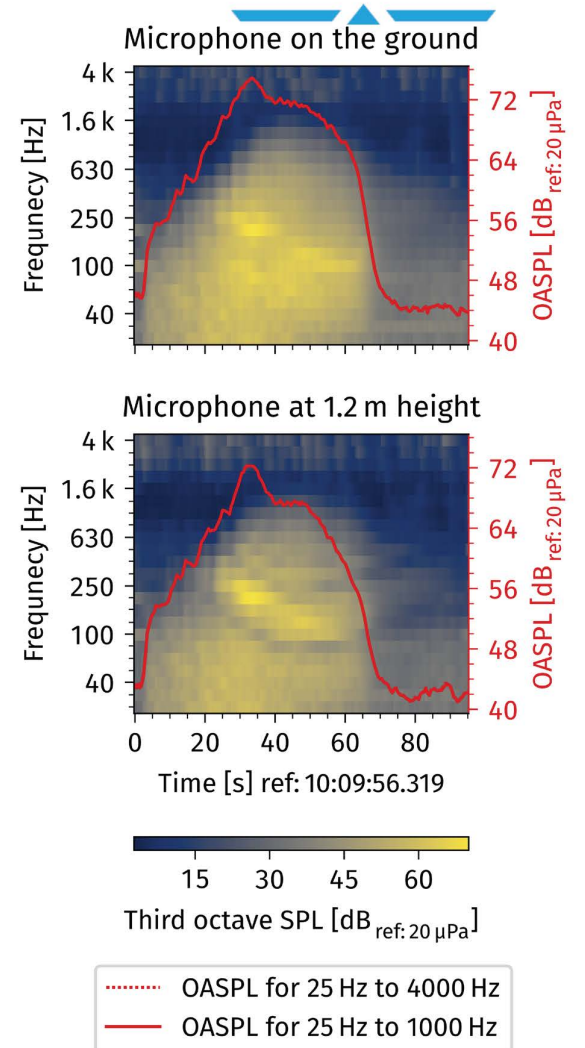 Microphone on the ground
4 k
1.6 k
630
250
100
40
Frequnecy [Hz]
72
64
56
48
40
OASPL [dB ref: 20 µPa]
Microphone at 1.2 m height
4 k
1.6 k
630
250
100
40
Frequnecy [Hz]
72
64
56
48
40
OASPL [dB ref: 20 µPa]
0 20 40 60 80
Time [s] ref: 10:09:56.319
15 30 45 60
Third octave SPL [dB ref: 20 µPa]
OASPL for 25 Hz to 4000 Hz
OASPL for 25 Hz to 1000 Hz